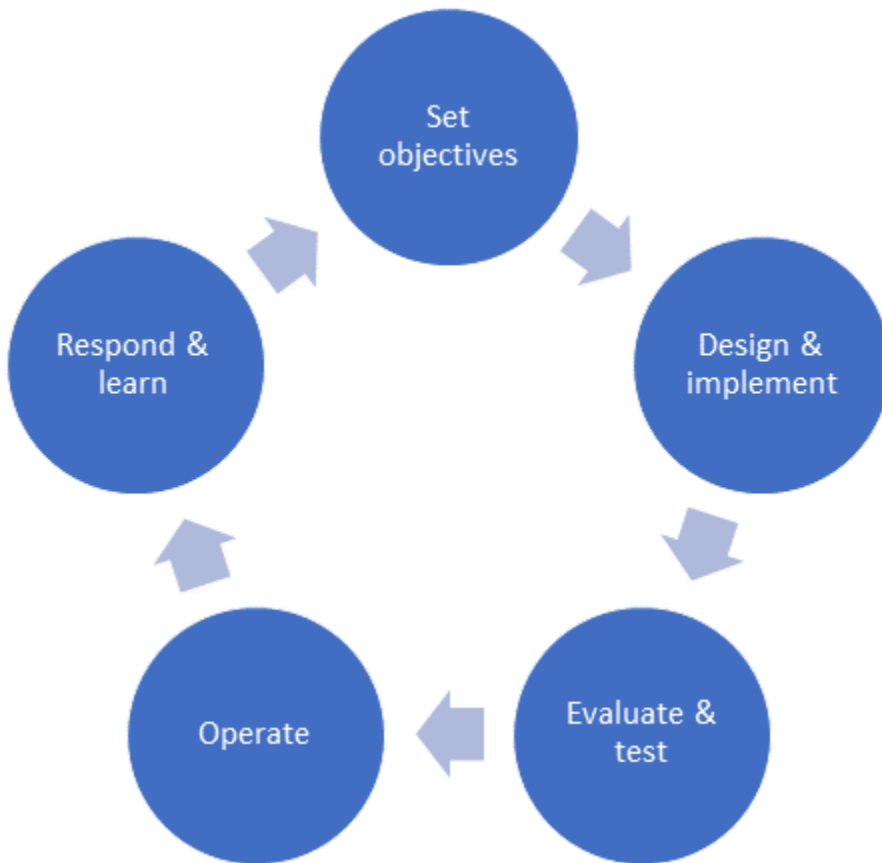 Set
objectives
Design &
implement
Evaluate &
test
Operate
Respond &
learn